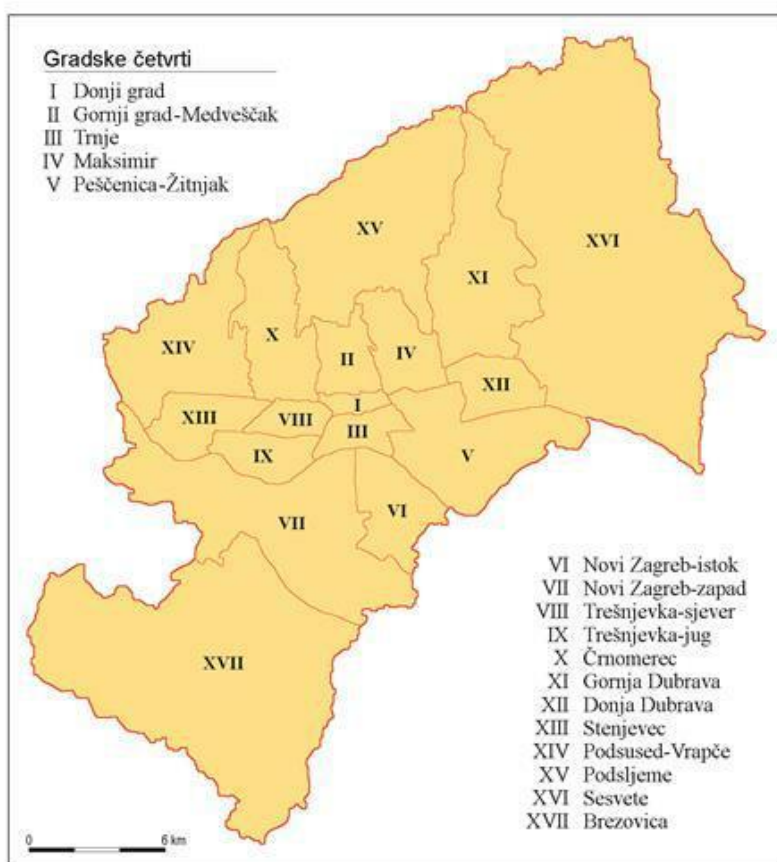 Gradske četvrti
I Donji grad
II Gornji grad-Medveščak
III Trnje
IV Maksimir
V Peščenica-Žitnjak
XV
XVI
XI
XIV
X
II
IV
XII
I
XIII
VIII
III
IX
V
VII
VI
XVII
VI Novi Zagreb-istok
VII Novi Zagreb-zapad
VIII Trešnjevka-sjever
IX Trešnjevka-jug
X Črnomerec
XI Gornja Dubrava
XII Donja Dubrava
XIII Stenjevec
XIV Podsused-Vrapče
XV Podsljeme
XVI Sesvete
XVII Brezovica
0 6 km